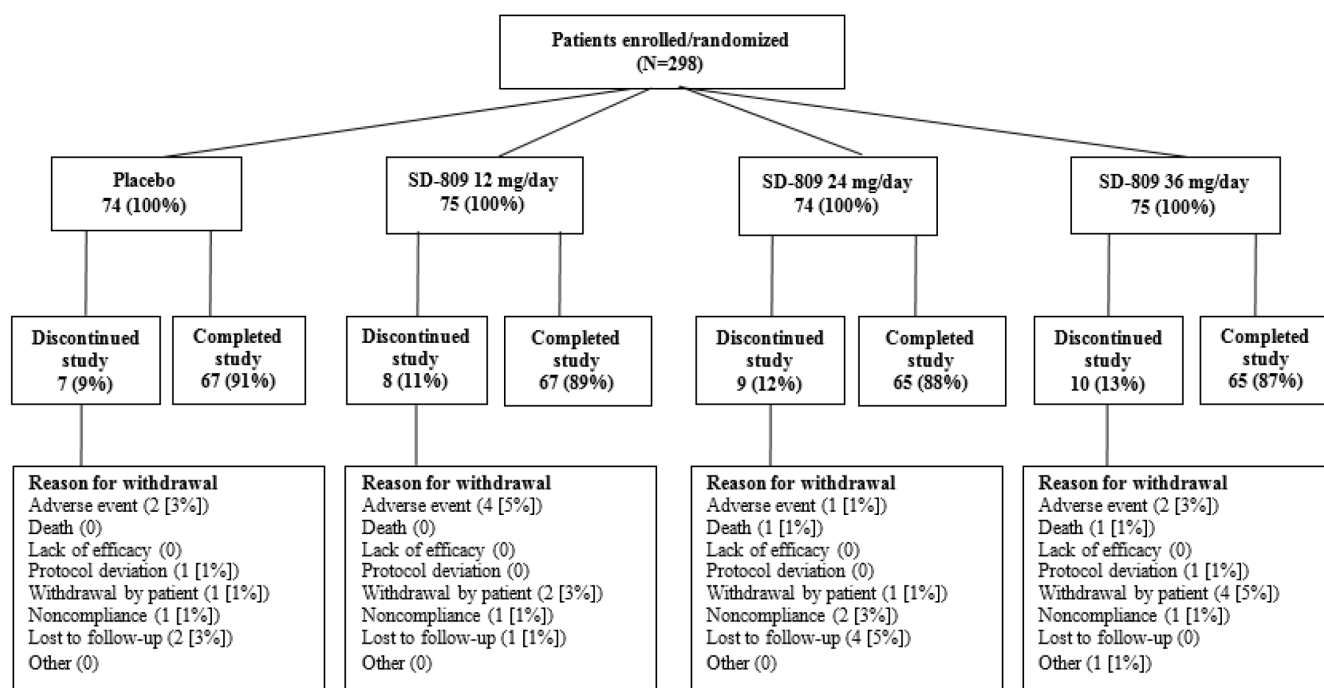 Patients enrolled/randomized
(N=298)
Placebo
74 (100%)
SD-809 12 mg/day
75 (100%)
SD-809 24 mg/day
74 (100%)
SD-809 36 mg/day
75 (100%)
Discontinued
study
7 (9%)
Completed
study
67 (91%)
Discontinued
study
8 (11%)
Completed
study
67 (89%)
Discontinued
study
9 (12%)
Completed
study
65 (88%)
Discontinued
study
10 (13%)
Completed
study
65 (87%)
Reason for withdrawal
Adverse event (2 [3%])
Death (0)
Lack of efficacy (0)
Protocol deviation (1 [1%])
Withdrawal by patient (1 [1%])
Noncompliance (1 [1%])
Lost to follow-up (2 [3%])
Other (0)
Reason for withdrawal
Adverse event (4 [5%])
Death (0)
Lack of efficacy (0)
Protocol deviation (0)
Withdrawal by patient (2 [3%])
Noncompliance (1 [1%])
Lost to follow-up (1 [1%])
Other (0)
Reason for withdrawal
Adverse event (1 [1%])
Death (1 [1%])
Lack of efficacy (0)
Protocol deviation (0)
Withdrawal by patient (1 [1%])
Noncompliance (2 [3%])
Lost to follow-up (4 [5%])
Other (0)
Reason for withdrawal
Adverse event (2 [3%])
Death (1 [1%])
Lack of efficacy (0)
Protocol deviation (1 [1%])
Withdrawal by patient (4 [5%])
Noncompliance (1 [1%])
Lost to follow-up (0)
Other (1 [1%])